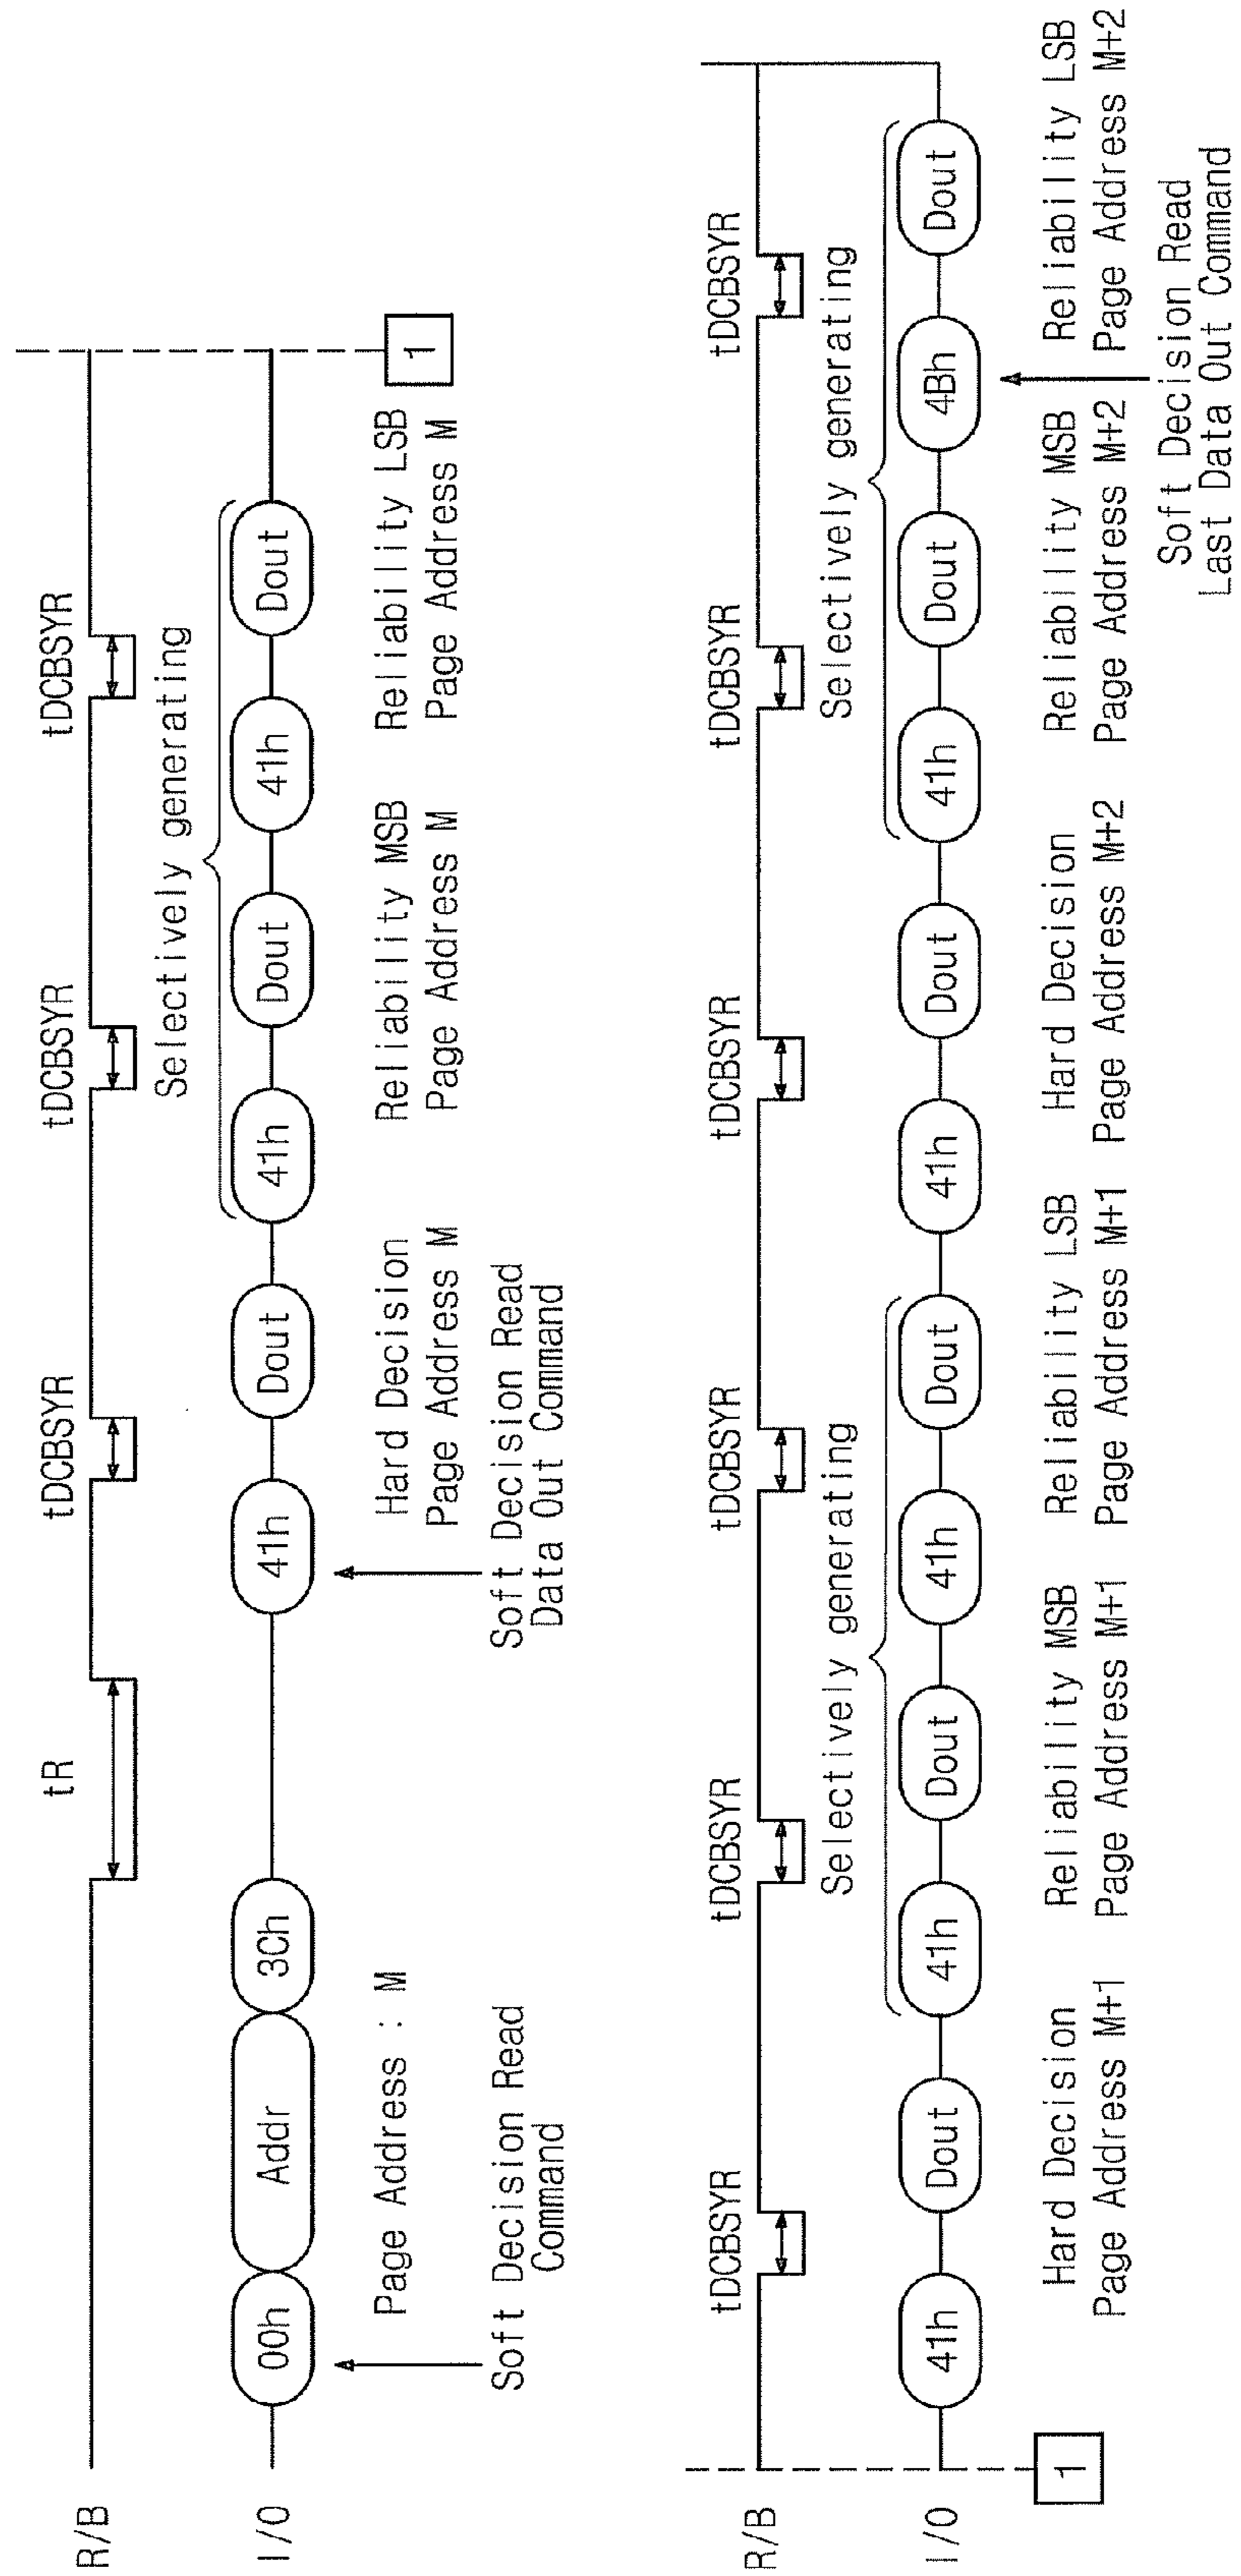 R/B
tR
tDCBSYR
tDCBSYR
tDCBSYR
Selectively generating
I/O
00h
Addr
3Ch
41h
Dout
41h
Dout
41h
Dout
Page Address : M
Hard Decision
Page Address M
Reliability MSB
Page Address M
Reliability LSB
Page Address M
1
Soft Decision Read
Command
Soft Decision Read
Data Out Command
R/B
tDCBSYR
tDCBSYR
tDCBSYR
tDCBSYR
tDCBSYR
tDCBSYR
Selectively generating
Selectively generating
I/O
41h
Dout
41h
Dout
41h
Dout
41h
Dout
41h
Dout
4Bh
Dout
1
Hard Decision
Page Address M+1
Reliability MSB
Page Address M+1
Reliability LSB
Page Address M+1
Hard Decision
Page Address M+2
Reliability MSB
Page Address M+2
Reliability LSB
Page Address M+2
Soft Decision Read
Last Data Out Command